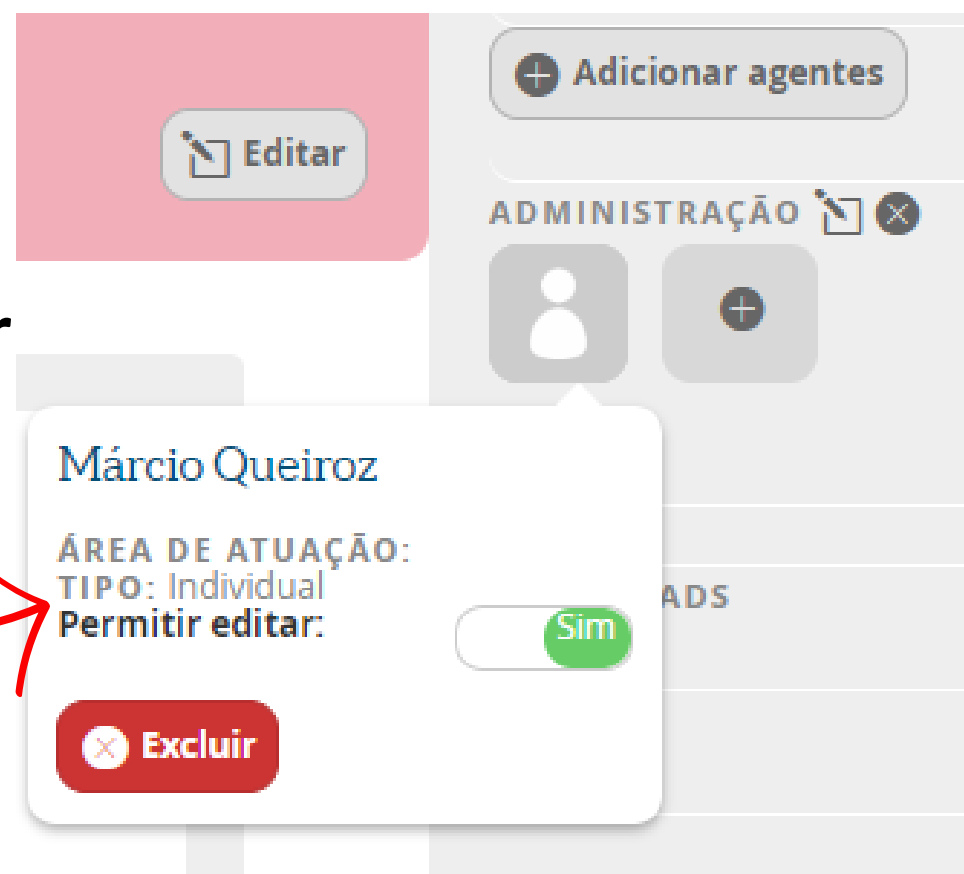 Adicionar agentes
Editar
ADMINISTRAÇÃO
r
Márcio Queiroz
ÁREA DE ATUAÇÃO:
TIPO: Individual
Permitir editar:
Sim
ADS
Excluir